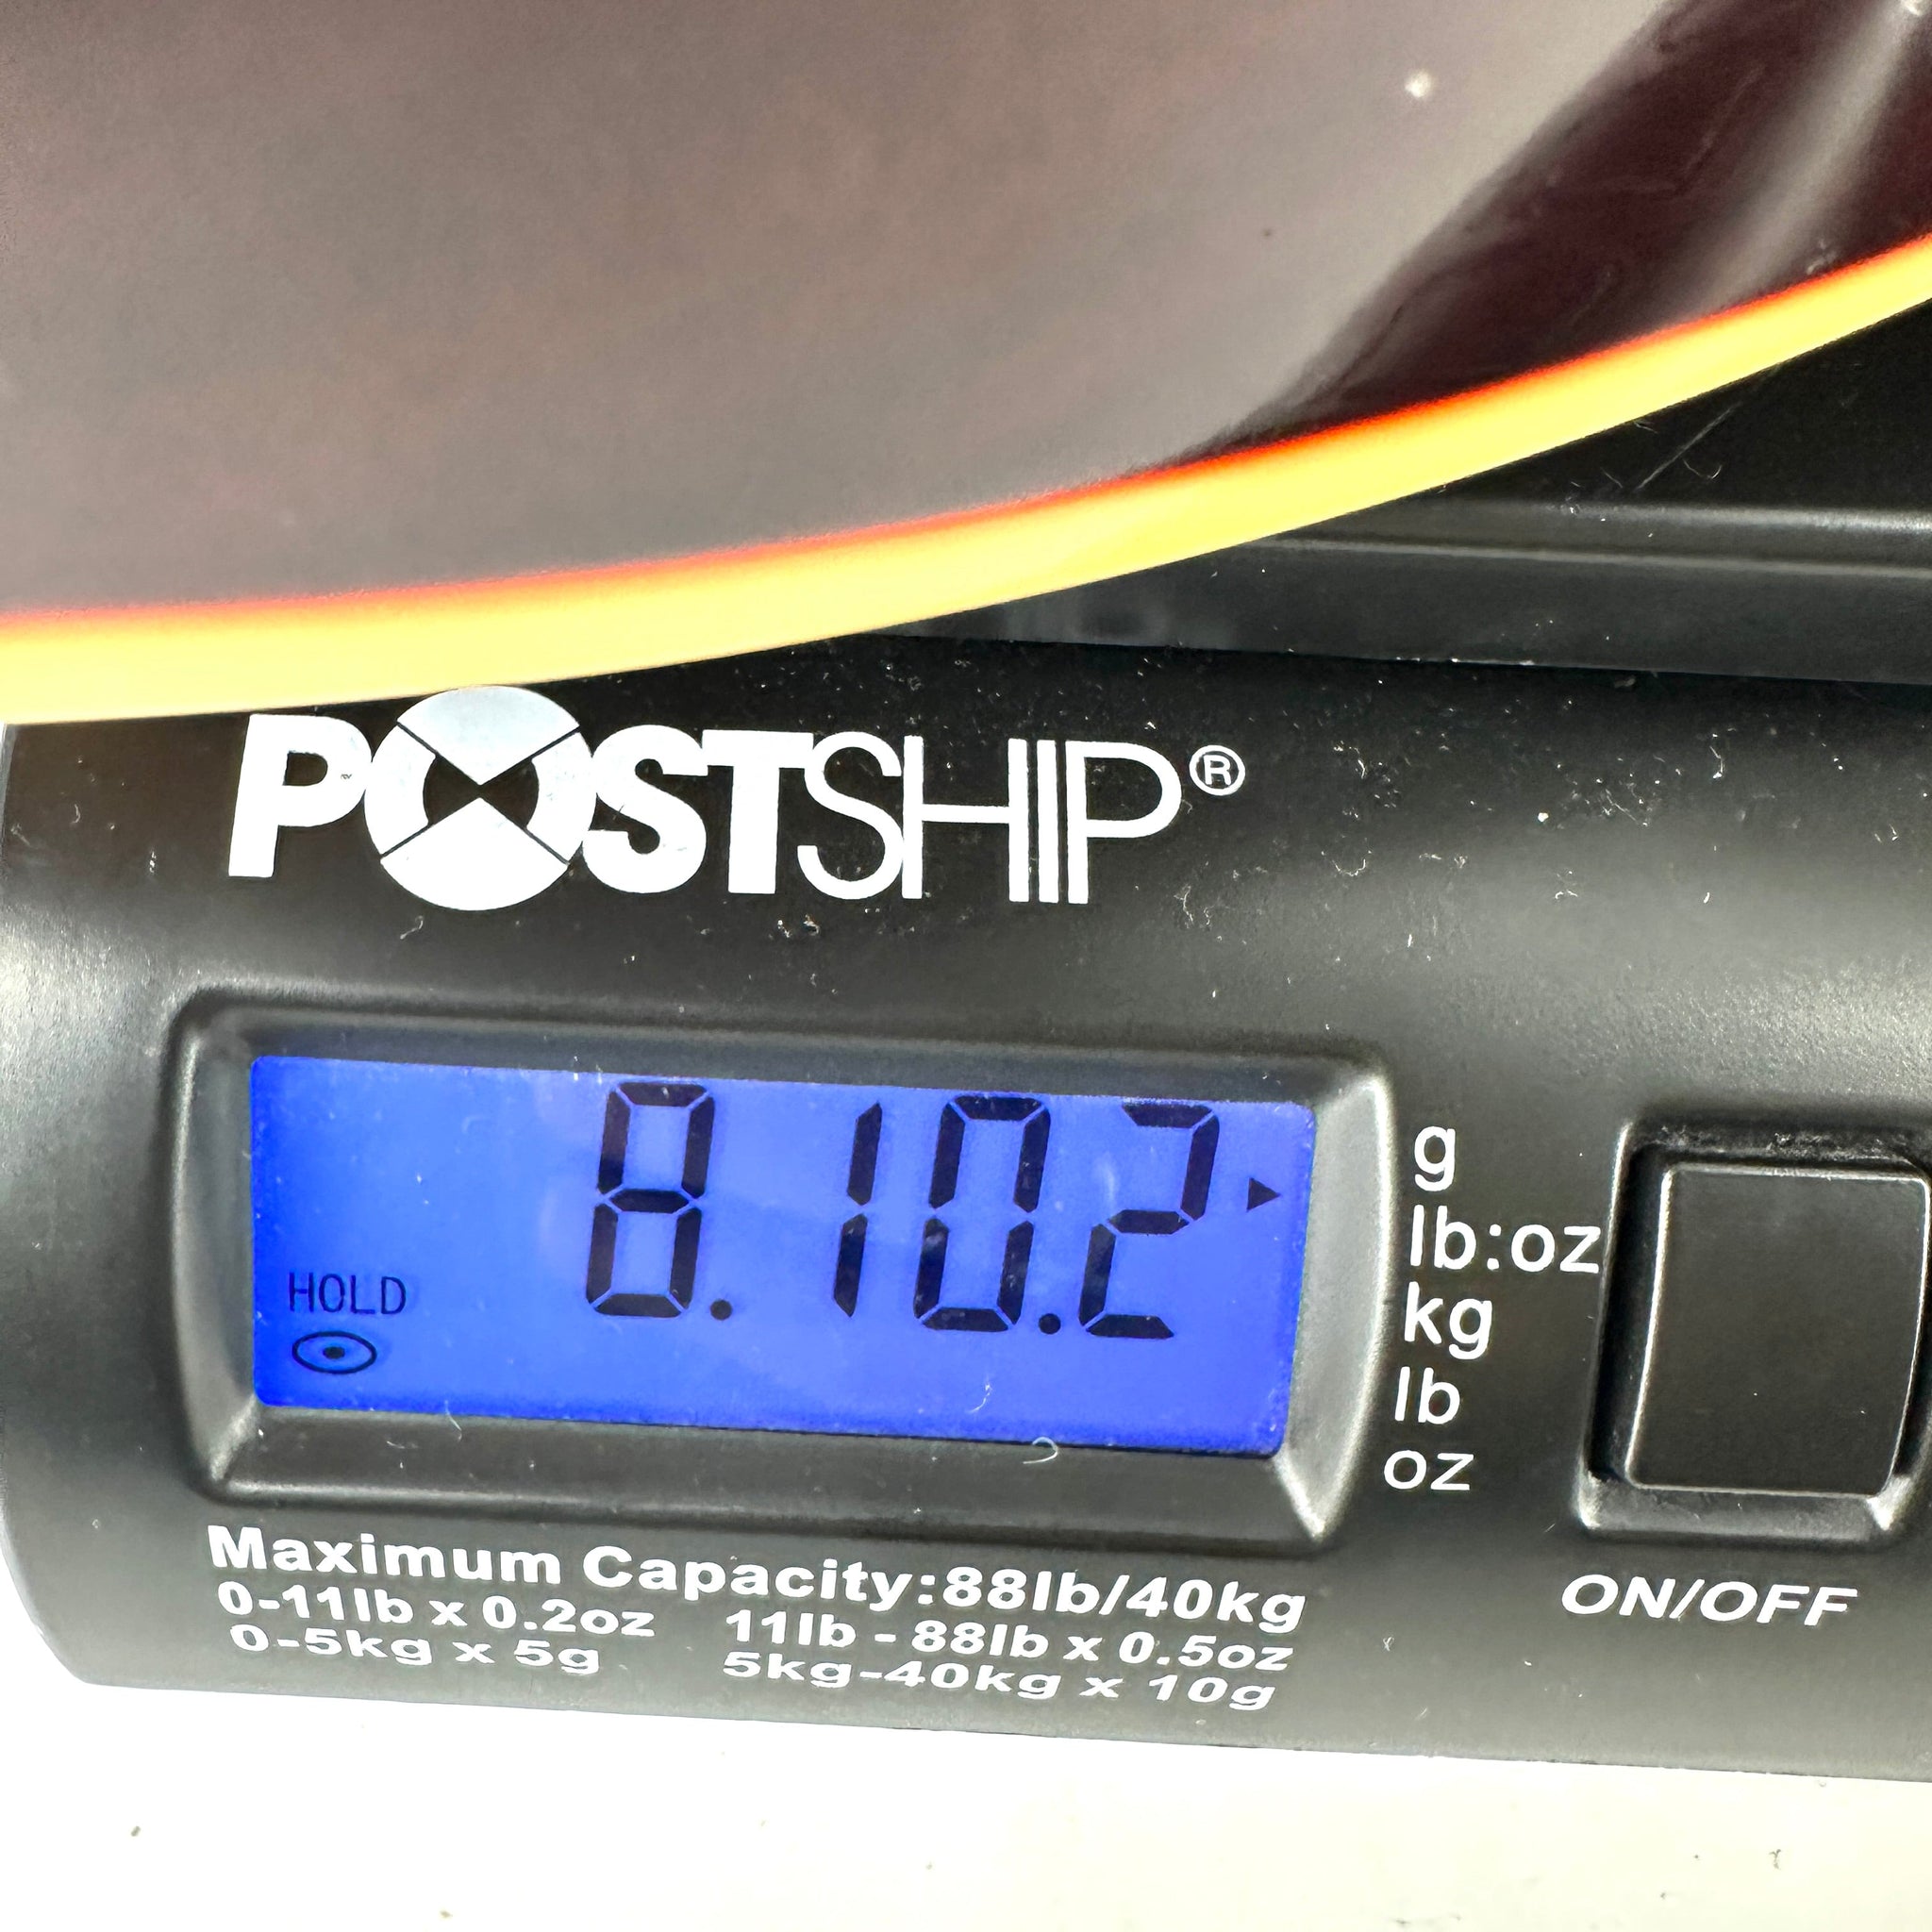 POSTSHIP®
8.10.2
HOLD
g
lb:oz
kg
lb
oz
ON/OFF
Maximum Capacity:88lb/40kg
0-11lb x 0.2oz 11lb - 88lb x 0.5oz
0-5kg x 5g 5kg-40kg x 10g